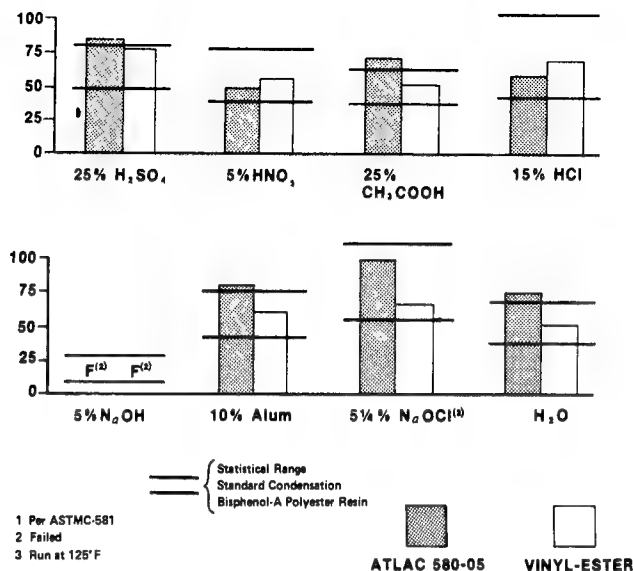 100
75
50
25
0
25% H₂SO₄
5%HNO₃
25%
CH₃COOH
15% HCl
100
75
50
25
0
F⁽²⁾ F⁽²⁾
5%NaOH
10% Alum
5¼% NaOCl⁽³⁾
H₂O
Statistical Range
Standard Condensation
Bisphenol-A Polyester Resin
1 Per ASTMC-581
2 Failed
3 Run at 125°F
ATLAC 580-05
VINYL-ESTER